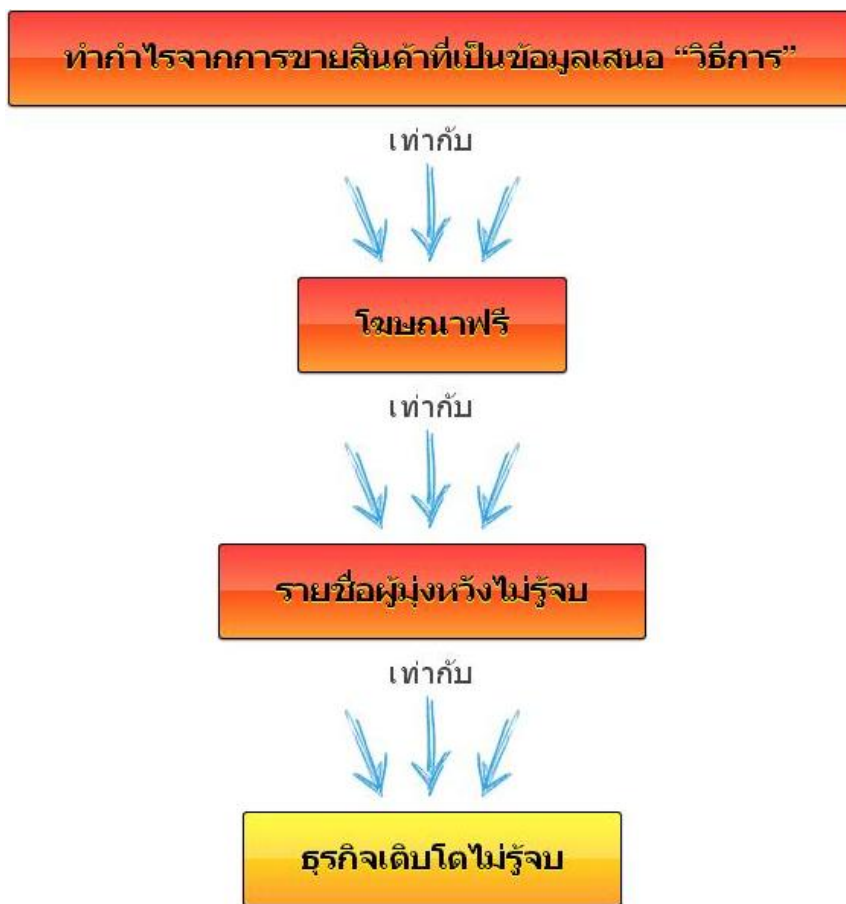 ทำกำไรจากการขายสินค้าที่เป็นข้อมูลเสนอ “วิธีการ”
เท่ากับ
โฆษณาฟรี
เท่ากับ
รายชื่อผู้มุ่งหวังไม่รู้จบ
เท่ากับ
ธุรกิจเติบโตไม่รู้จบ